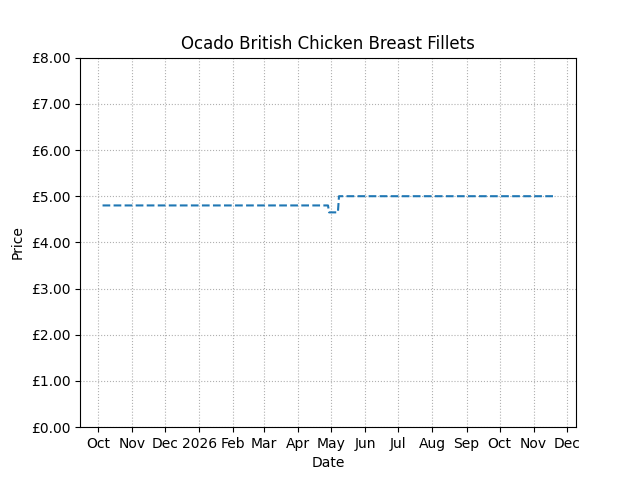 Ocado British Chicken Breast Fillets
£8.00
£7.00
£6.00
£5.00
£4.00
£3.00
£2.00
£1.00
£0.00
Price
Oct Nov Dec 2026 Feb Mar Apr May Jun Jul Aug Sep Oct Nov Dec
Date